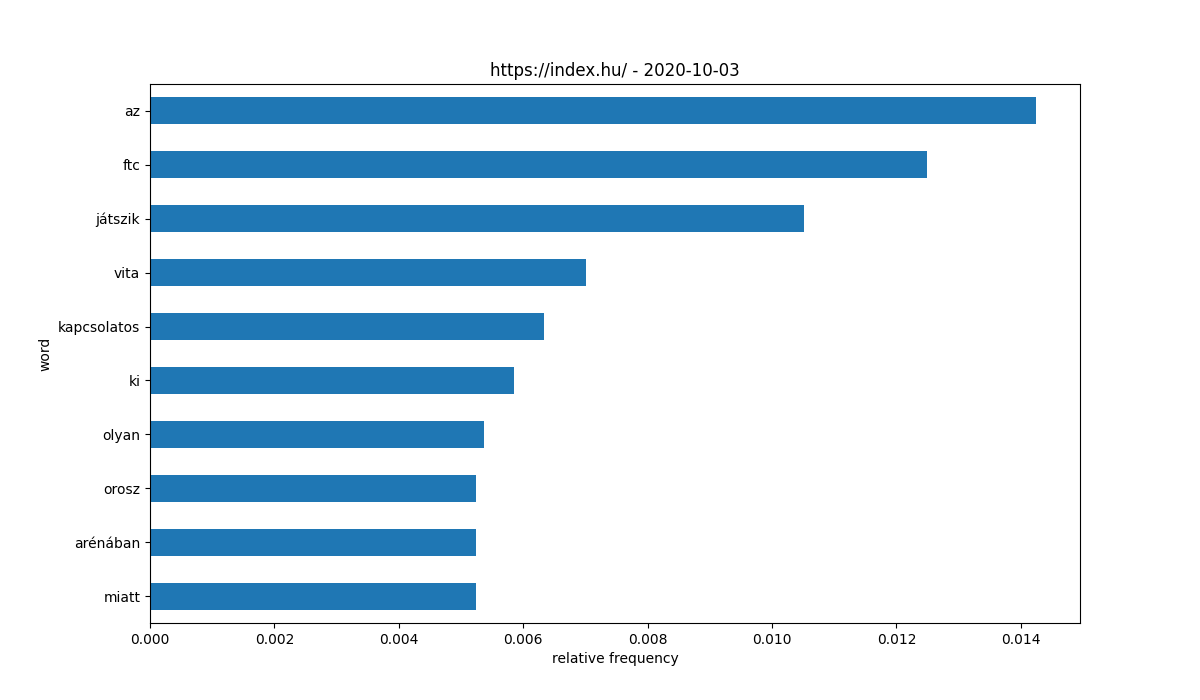 https://index.hu/ - 2020-10-03
az
ftc
játszik
vita
kapcsolatos
ki
olyan
orosz
arénában
miatt
word
0.000 0.002 0.004 0.006 0.008 0.010 0.012 0.014
relative frequency